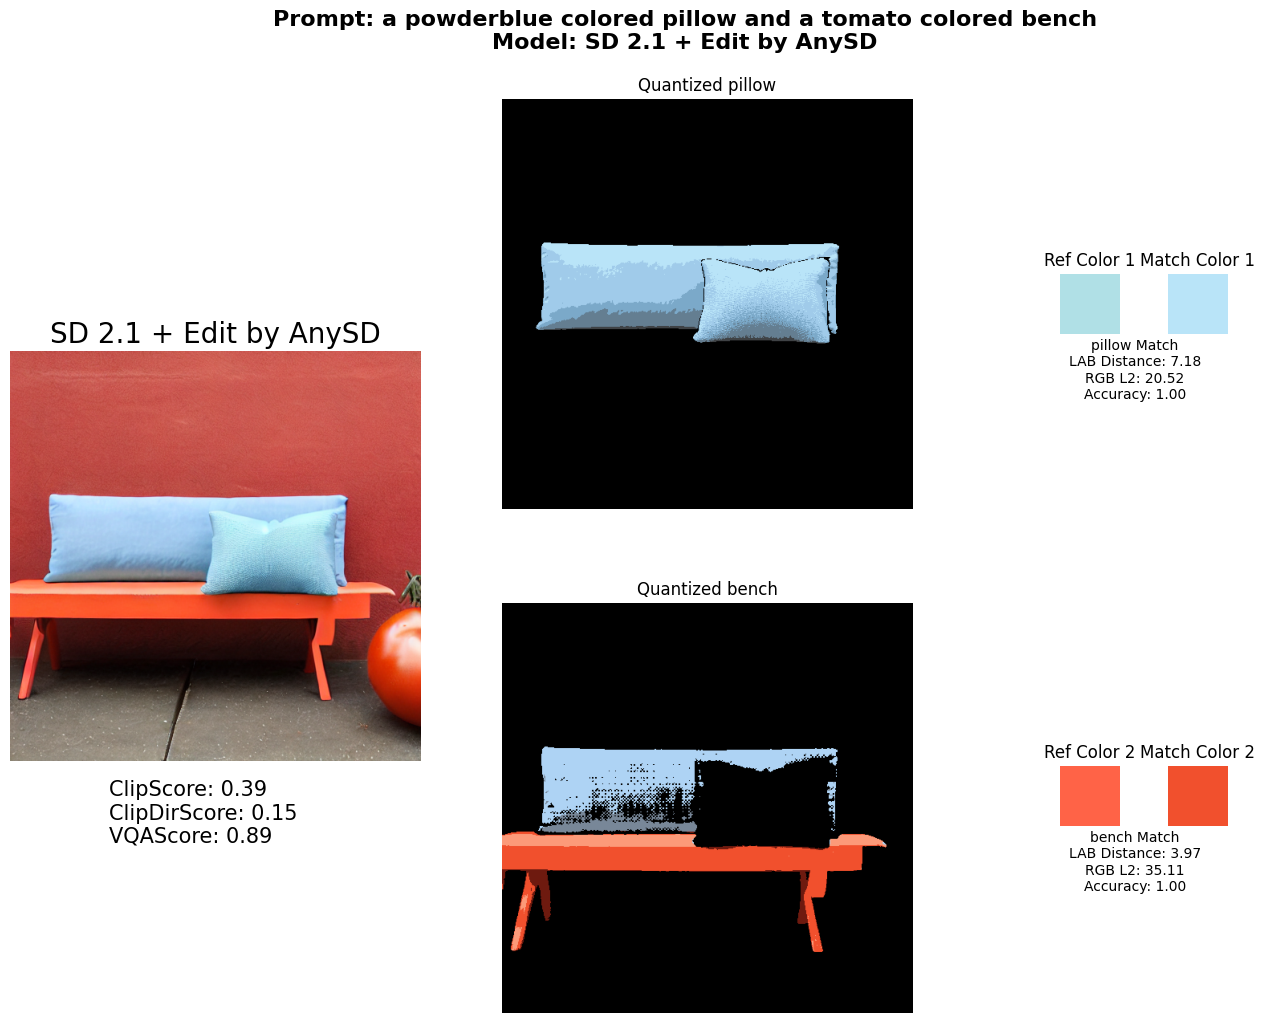 Prompt: a powderblue colored pillow and a tomato colored bench
Model: SD 2.1 + Edit by AnySD
Quantized pillow
Ref Color 1 Match Color 1
pillow Match
LAB Distance: 7.18
RGB L2: 20.52
Accuracy: 1.00
SD 2.1 + Edit by AnySD
ClipScore: 0.39
ClipDirScore: 0.15
VQAScore: 0.89
Quantized bench
Ref Color 2 Match Color 2
bench Match
LAB Distance: 3.97
RGB L2: 35.11
Accuracy: 1.00